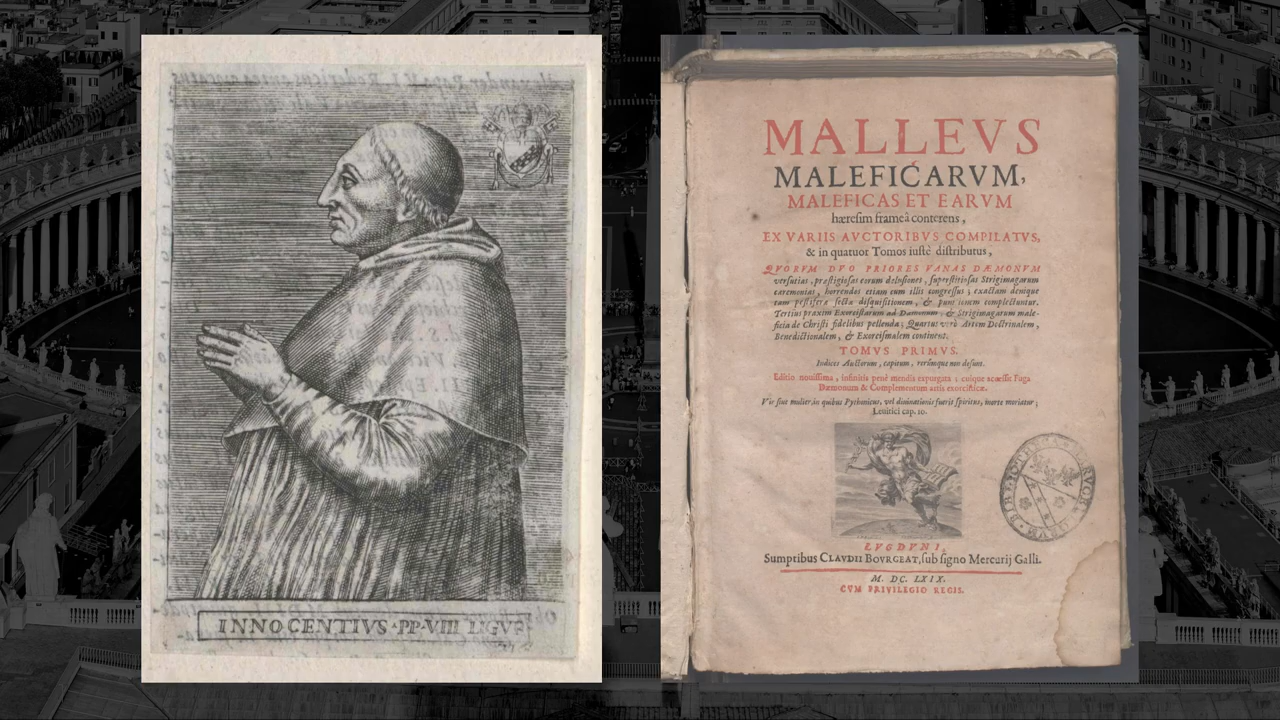 INNOCENTIVS·PP·VIII LIGVS
MALLEVS
MALEFICARVM,
MALEFICAS ET EARVM
hæresim frameâ conterens,
EX VARIIS AVCTORIBVS COMPILATVS,
& in quatuor Tomos iustè distributus,
QVORVM DVO PRIORES VANAS DÆMONVM
versutias, præstigiosas eorum delusiones, superstitiosas Strigimagarum
cæremonias, horrendos etiam cum illis congressus; exactam denique
tam pestiferæ sectæ disquisitionem, & punitionem complectuntur.
Tertius praxim Exorcistarum ad Dæmonum, & Strigimagarum male-
ficia de Christi fidelibus pellenda; Quartus verò Artem Doctrinalem,
Benedictionalem, & Exorcismalem continent.
TOMVS PRIMVS.
Indices Auctorum, capitum, rerúmque non desunt.
Editio nouissima, infinitis penè mendis expurgata; cuique accessit Fuga
Dæmonum & Complementum artis exorcisticæ.
Vir siue mulier in quibus Pythonicus, vel diuinationis fuerit spiritus, morte moriatur;
Leuitici cap. 10.
LVGDVNI,
Sumptibus CLAVDII BOVRGEAT, sub signo Mercurij Galli.
M. DC. LXIX.
CVM PRIVILEGIO REGIS.